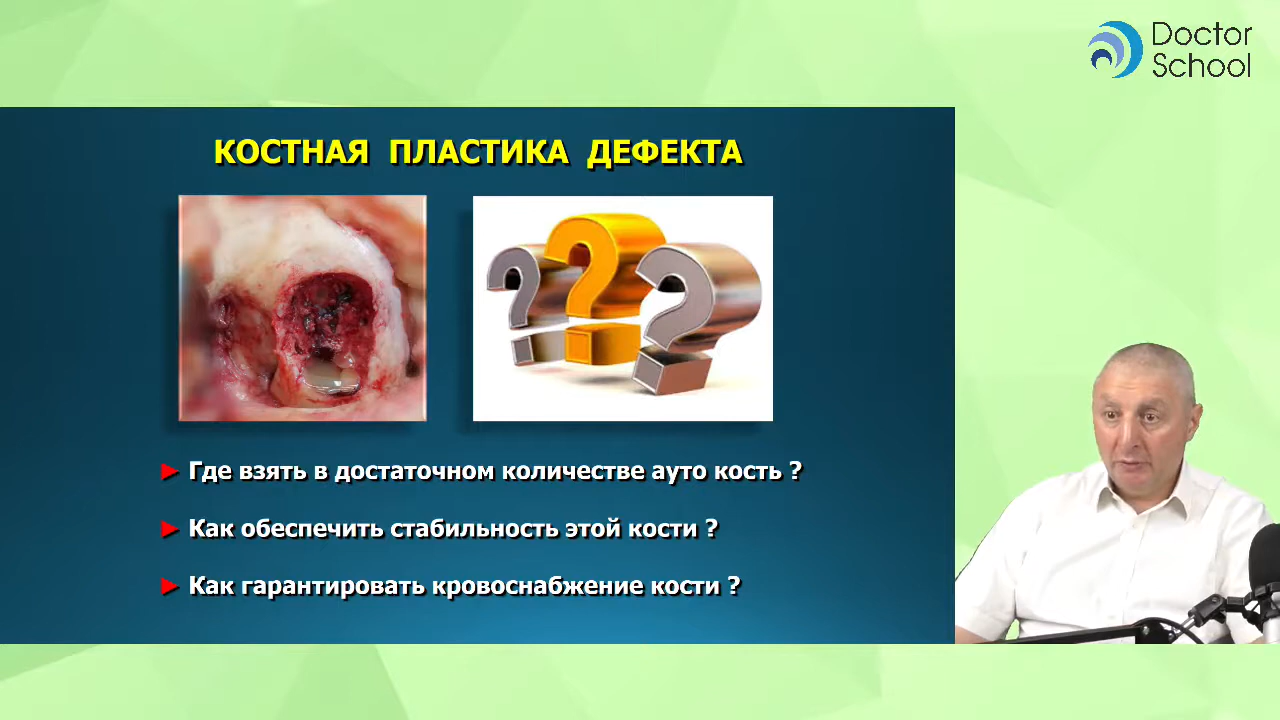 Doctor
School
КОСТНАЯ ПЛАСТИКА ДЕФЕКТА
???
► Где взять в достаточном количестве ауто кость ?
► Как обеспечить стабильность этой кости ?
► Как гарантировать кровоснабжение кости ?